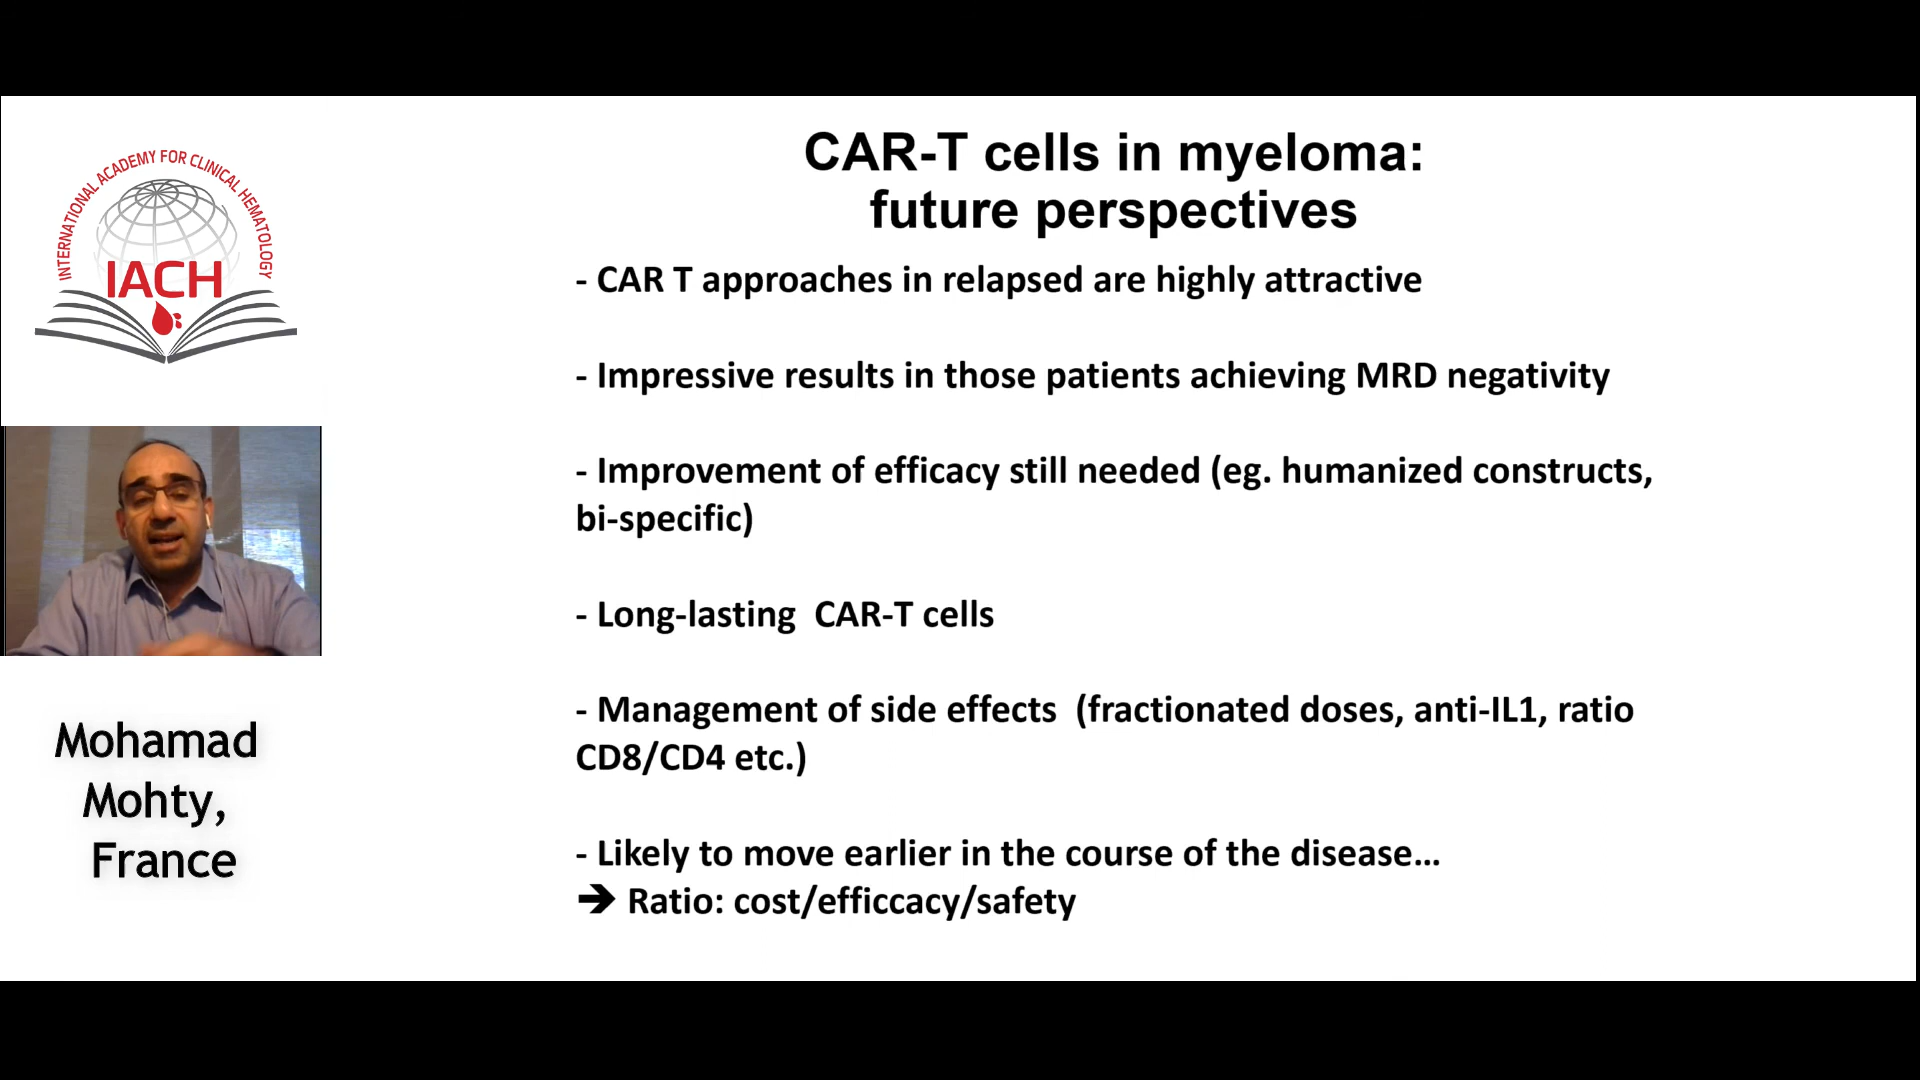 INTERNATIONAL ACADEMY FOR CLINICAL HEMATOLOGY
IACH
Mohamad
Mohty,
France
CAR-T cells in myeloma:
future perspectives
- CAR T approaches in relapsed are highly attractive
- Impressive results in those patients achieving MRD negativity
- Improvement of efficacy still needed (eg. humanized constructs,
bi-specific)
- Long-lasting  CAR-T cells
- Management of side effects  (fractionated doses, anti-IL1, ratio
CD8/CD4 etc.)
- Likely to move earlier in the course of the disease...
➔ Ratio: cost/efficcacy/safety